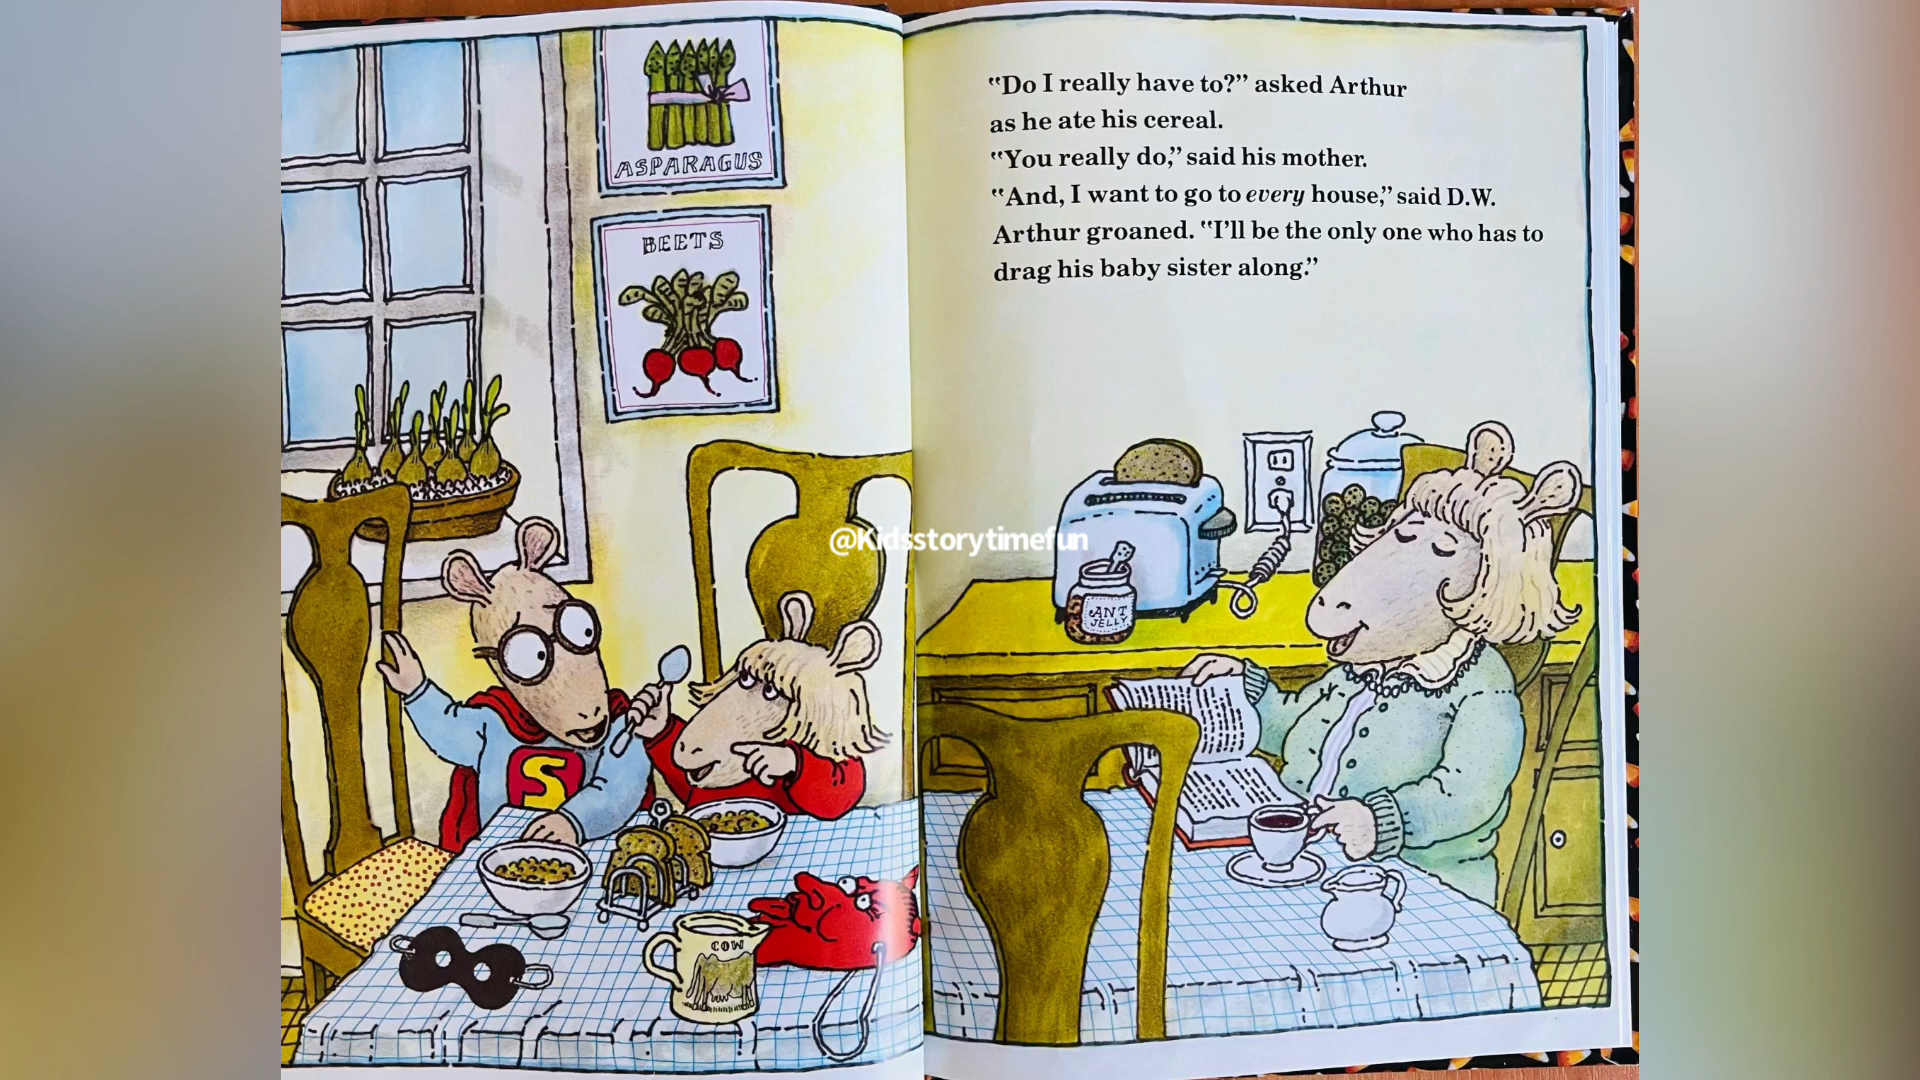 ASPARAGUS
BEETS
S
COW
"Do I really have to?" asked Arthur
as he ate his cereal.
"You really do," said his mother.
"And, I want to go to every house," said D.W.
Arthur groaned. "I'll be the only one who has to
drag his baby sister along."
ANT
JELLY
@Kidsstorytimefun